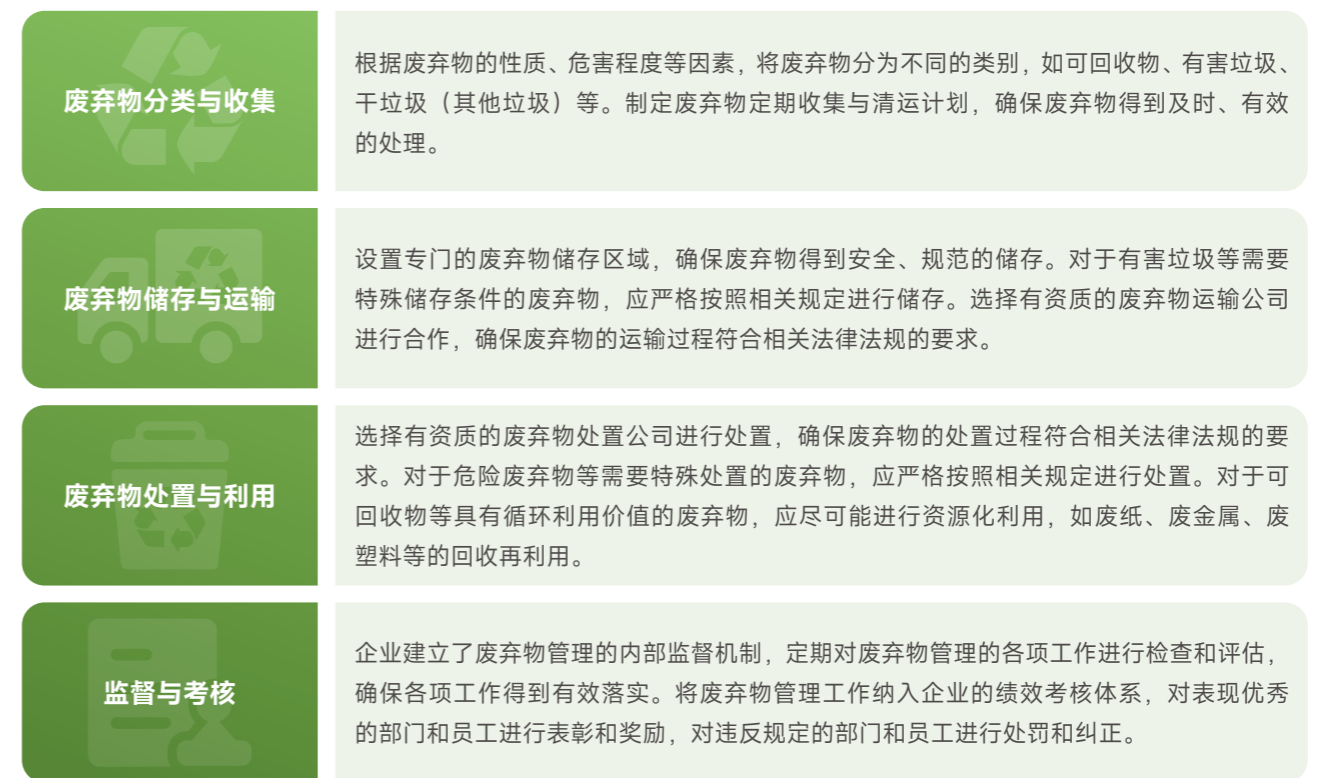 废弃物分类与收集
根据废弃物的性质、危害程度等因素，将废弃物分为不同的类别，如可回收物、有害垃圾、
干垃圾（其他垃圾）等。制定废弃物定期收集与清运计划，确保废弃物得到及时、有效
的处理。
废弃物储存与运输
设置专门的废弃物储存区域，确保废弃物得到安全、规范的储存。对于有害垃圾等需要
特殊储存条件的废弃物，应严格按照相关规定进行储存。选择有资质的废弃物运输公司
进行合作，确保废弃物的运输过程符合相关法律法规的要求。
废弃物处置与利用
选择有资质的废弃物处置公司进行处置，确保废弃物的处置过程符合相关法律法规的要
求。对于危险废弃物等需要特殊处置的废弃物，应严格按照相关规定进行处置。对于可
回收物等具有循环利用价值的废弃物，应尽可能进行资源化利用，如废纸、废金属、废
塑料等的回收再利用。
监督与考核
企业建立了废弃物管理的内部监督机制，定期对废弃物管理的各项工作进行检查和评估，
确保各项工作得到有效落实。将废弃物管理工作纳入企业的绩效考核体系，对表现优秀
的部门和员工进行表彰和奖励，对违反规定的部门和员工进行处罚和纠正。